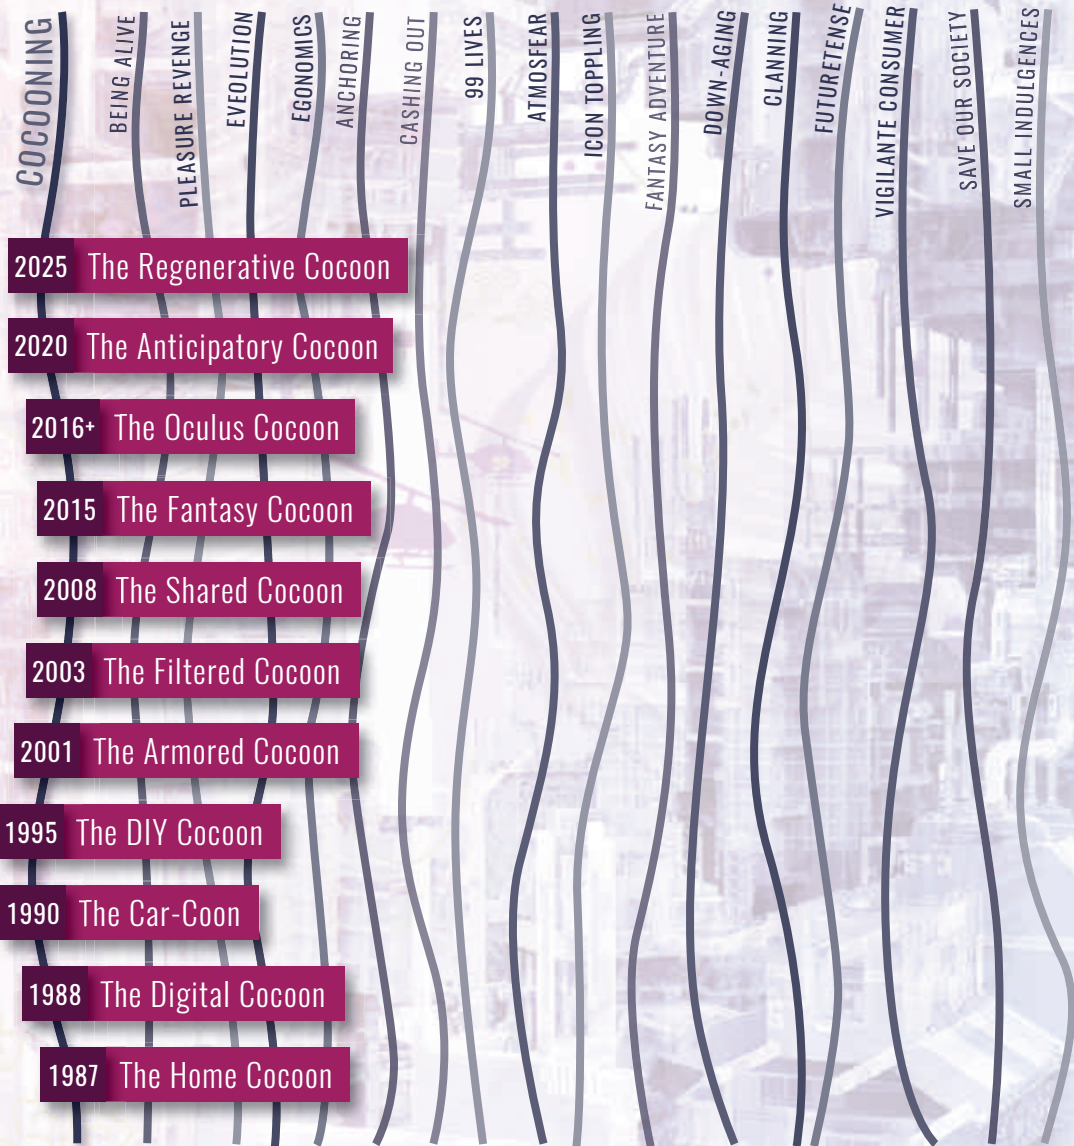 COCOONING
BEING ALIVE
PLEASURE REVENGE
EVEOLUTION
EGONOMICS
ANCHORING
CASHING OUT
99 LIVES
ATMOSFEAR
ICON TOPPLING
FANTASY ADVENTURE
DOWN-AGING
CLANNING
FUTURETENSE
VIGILANTE CONSUMER
SAVE OUR SOCIETY
SMALL INDULGENCES
2025 The Regenerative Cocoon
2020 The Anticipatory Cocoon
2016+ The Oculus Cocoon
2015 The Fantasy Cocoon
2008 The Shared Cocoon
2003 The Filtered Cocoon
2001 The Armored Cocoon
1995 The DIY Cocoon
1990 The Car-Coon
1988 The Digital Cocoon
1987 The Home Cocoon